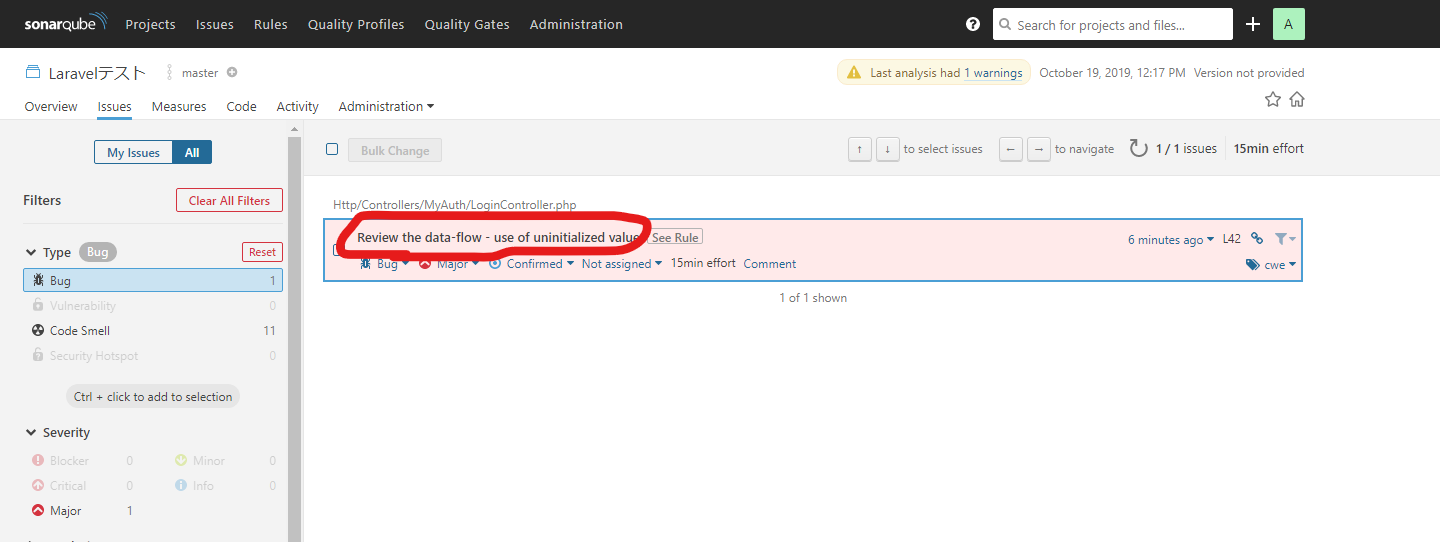 sonarqube Projects Issues Rules Quality Profiles Quality Gates Administration ? Search for projects and files... A
Laravelテスト master Last analysis had 1 warnings October 19, 2019, 12:17 PM Version not provided
Overview Issues Measures Code Activity Administration
My Issues All
Bulk Change ↑ ↓ to select issues ← → to navigate 1 / 1 issues 15min effort
Filters Clear All Filters
Http/Controllers/MyAuth/LoginController.php
Review the data-flow - use of uninitialized value See Rule 6 minutes ago L42
Bug Major Confirmed Not assigned 15min effort Comment cwe
1 of 1 shown
Type Bug Reset
Bug 1
Vulnerability 0
Code Smell 11
Security Hotspot 0
Ctrl + click to add to selection
Severity
Blocker 0 Minor 0
Critical 0 Info 0
Major 1